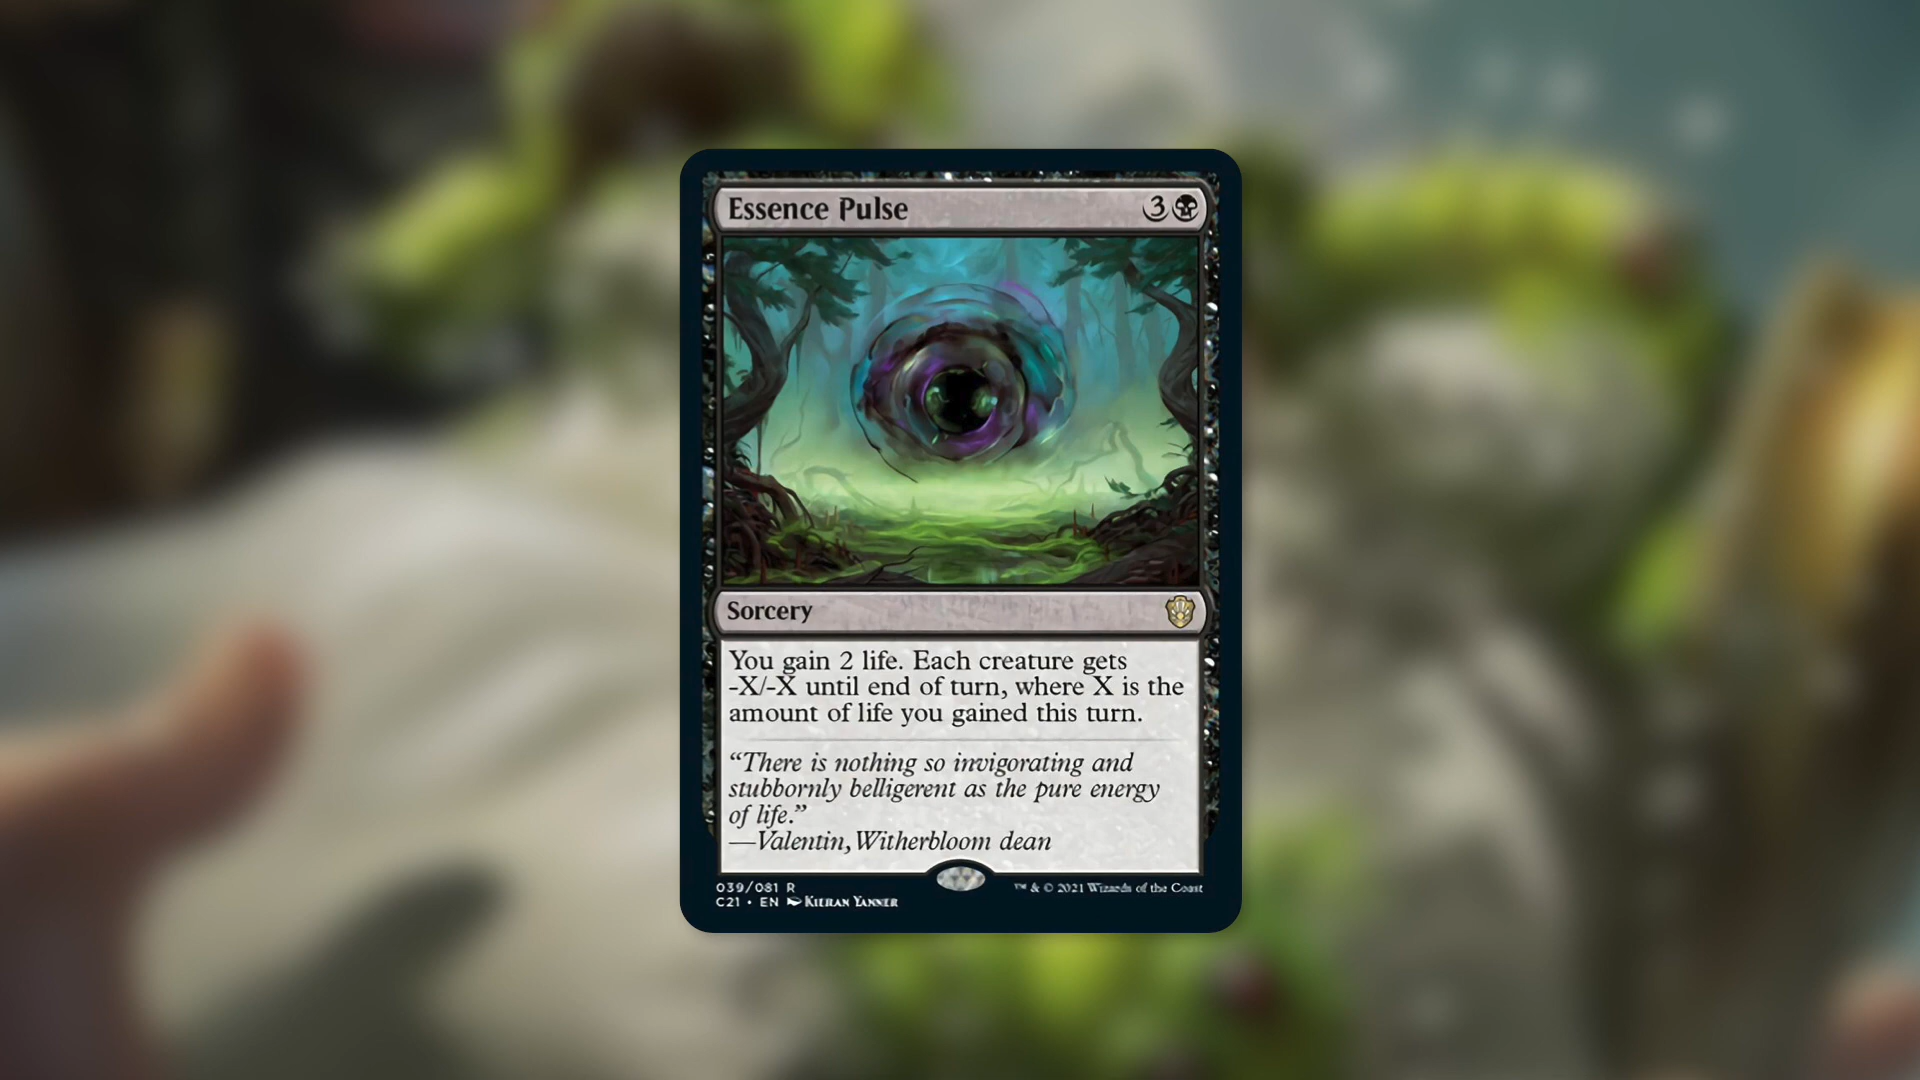 Essence Pulse 3
Sorcery
You gain 2 life. Each creature gets
-X/-X until end of turn, where X is the
amount of life you gained this turn.
“There is nothing so invigorating and
stubbornly belligerent as the pure energy
of life.”
—Valentin, Witherbloom dean
039/081 R
™ & © 2021 Wizards of the Coast
C21 • EN Kieran Yanner